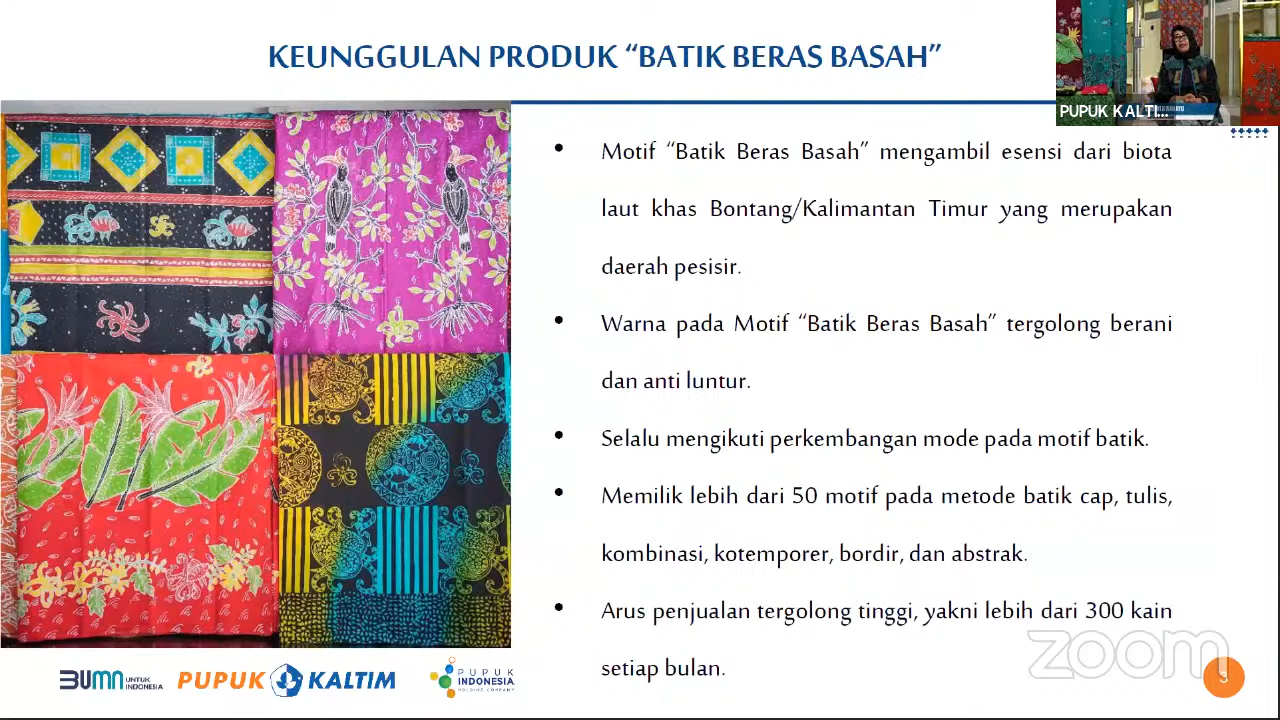 KEUNGGULAN PRODUK “BATIK BERAS BASAH”
PUPUK KALTI...
• Motif “Batik Beras Basah” mengambil esensi dari biota
laut khas Bontang/Kalimantan Timur yang merupakan
daerah pesisir.
• Warna pada Motif “Batik Beras Basah” tergolong berani
dan anti luntur.
• Selalu mengikuti perkembangan mode pada motif batik.
• Memilik lebih dari 50 motif pada metode batik cap, tulis,
kombinasi, kotemporer, bordir, dan abstrak.
• Arus penjualan tergolong tinggi, yakni lebih dari 300 kain
setiap bulan.
zoom
BUMN UNTUK
INDONESIA
PUPUK KALTIM
PUPUK
INDONESIA
HOLDING COMPANY